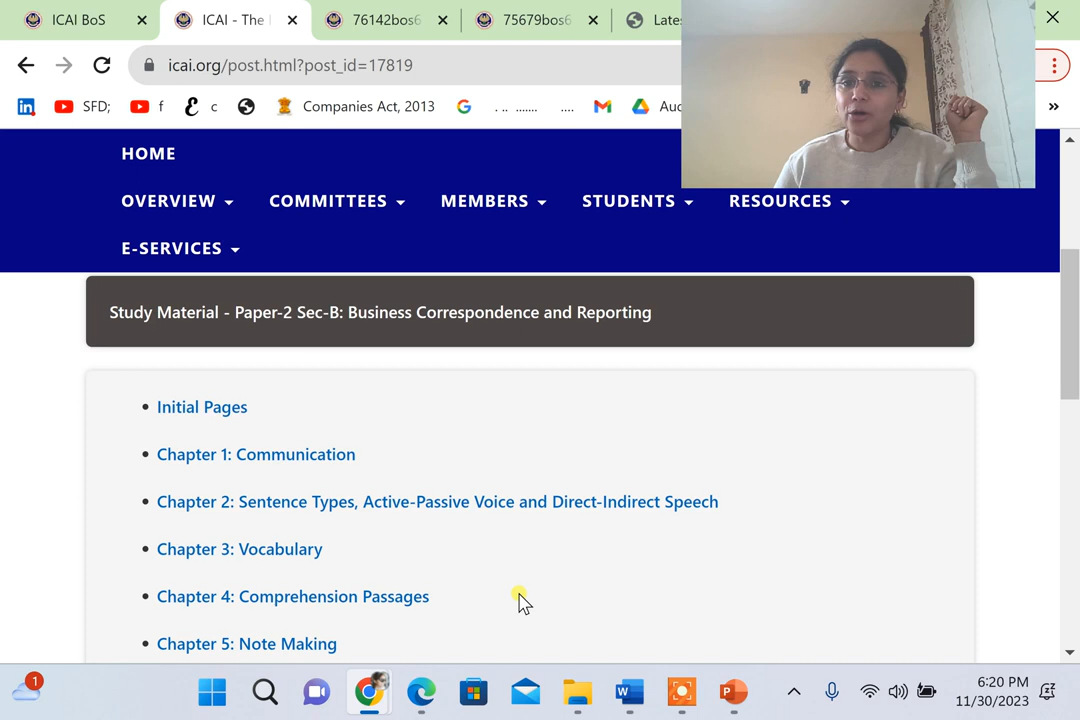 ICAI BoS
ICAI - The
76142bos6
75679bos6
Late
icai.org/post.html?post_id=17819
SFD;
f
c
Companies Act, 2013
. .. ....... ....
HOME
OVERVIEW
COMMITTEES
MEMBERS
STUDENTS
RESOURCES
E-SERVICES
Study Material - Paper-2 Sec-B: Business Correspondence and Reporting
Initial Pages
Chapter 1: Communication
Chapter 2: Sentence Types, Active-Passive Voice and Direct-Indirect Speech
Chapter 3: Vocabulary
Chapter 4: Comprehension Passages
Chapter 5: Note Making
1
6:20 PM
11/30/2023